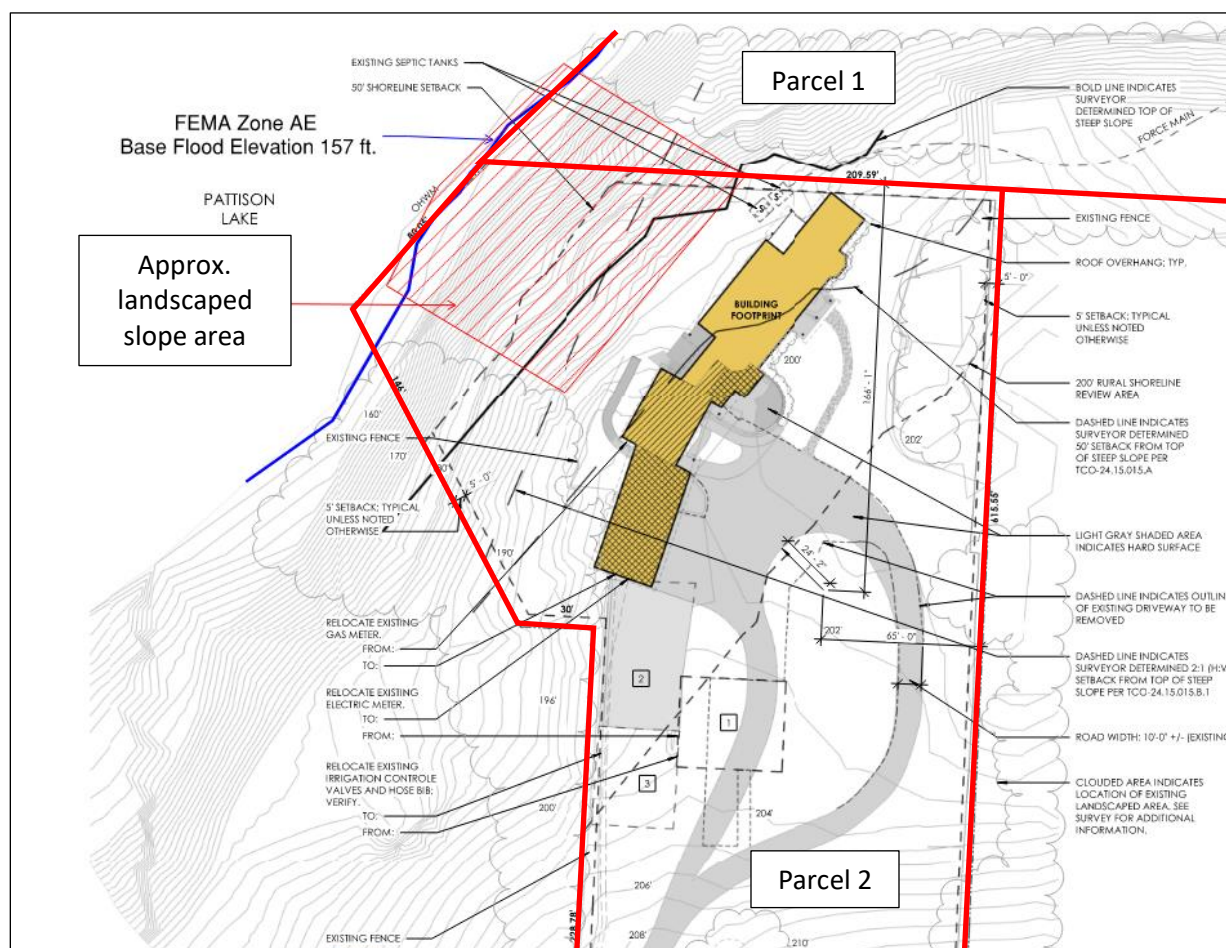 EXISTING SEPTIC TANKS
50' SHORELINE SETBACK
FEMA Zone AE
Base Flood Elevation 157 ft.
PATTISON
LAKE
OHWM
Approx.
landscaped
slope area
Parcel 1
BOLD LINE INDICATES
SURVEYOR
DETERMINED TOP OF
STEEP SLOPE
FORCE MAIN
209.59'
S
S
EXISTING FENCE
ROOF OVERHANG; TYP.
5' - 0"
5' SETBACK; TYPICAL
UNLESS NOTED
OTHERWISE
BUILDING
FOOTPRINT
200'
166' - 1"
200' RURAL SHORELINE
REVIEW AREA
202'
DASHED LINE INDICATES
SURVEYOR DETERMINED
50' SETBACK FROM TOP
OF STEEP SLOPE PER
TCO-24.15.015.A
146'
160'
170'
EXISTING FENCE
5' - 0"
5' SETBACK; TYPICAL
UNLESS NOTED
OTHERWISE
190'
615.55'
LIGHT GRAY SHADED AREA
INDICATES HARD SURFACE
24' - 2"
DASHED LINE INDICATES OUTLIN
OF EXISTING DRIVEWAY TO BE
REMOVED
30'
202'
65' - 0"
RELOCATE EXISTING
GAS METER.
FROM:
TO:
DASHED LINE INDICATES
SURVEYOR DETERMINED 2:1 (H:V
SETBACK FROM TOP OF STEEP
SLOPE PER TCO-24.15.015.B.1
RELOCATE EXISTING
ELECTRIC METER.
TO:
FROM:
196'
2
1
ROAD WIDTH: 10'-0" +/- (EXISTING
RELOCATE EXISTING
IRRIGATION CONTROLE
VALVES AND HOSE BIB;
VERIFY.
TO:
FROM:
200'
3
204'
CLOUDED AREA INDICATES
LOCATION OF EXISTING
LANDSCAPED AREA. SEE
SURVEY FOR ADDITIONAL
INFORMATION.
Parcel 2
206'
228.78'
208'
210'
EXISTING FENCE